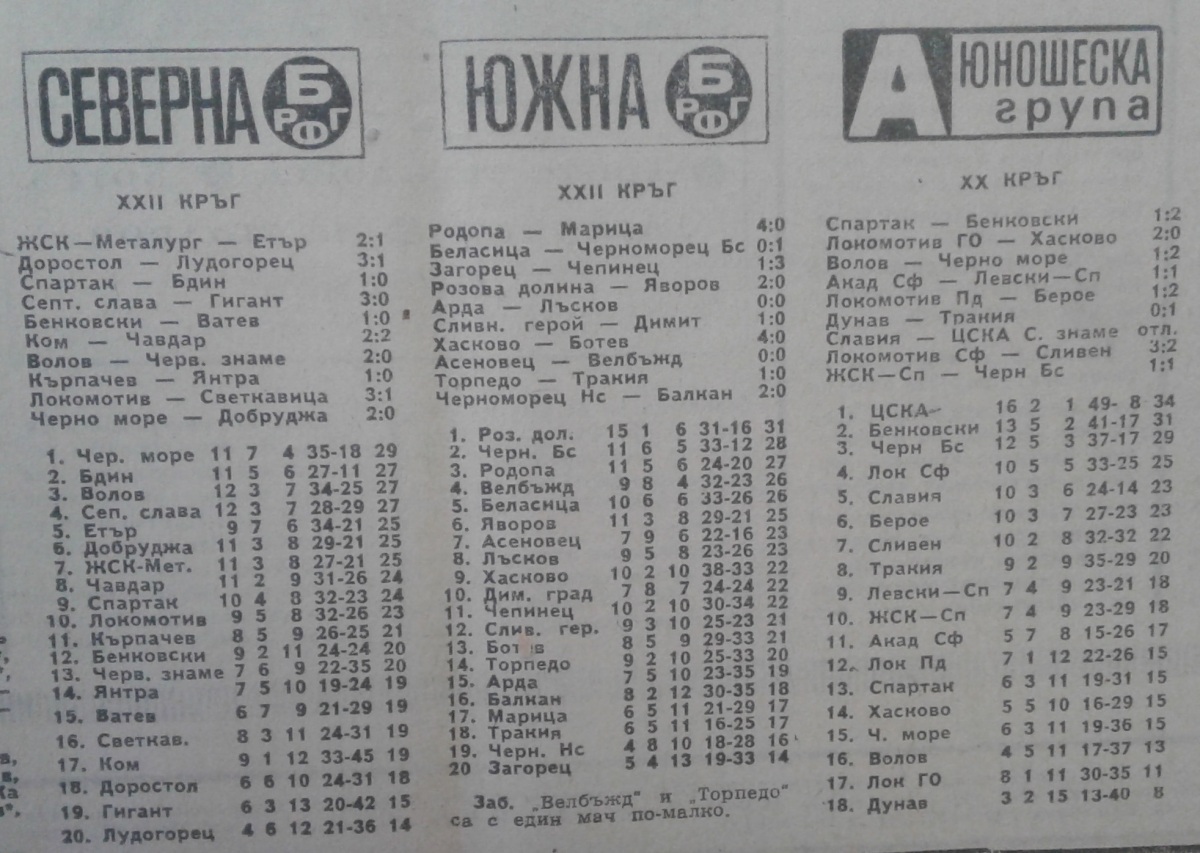 СЕВЕРНА Б РФГ
XXII КРЪГ
ЖСК—Металург — Етър 2:1
Доростол — Лудогорец 3:1
Спартак — Бдин 1:0
Септ. слава — Гигант 3:0
Бенковски — Ватев 1:0
Ком — Чавдар 2:2
Волов — Черв. знаме 2:0
Кърпачев — Янтра 1:0
Локомотив — Светкавица 3:1
Черно море — Добруджа 2:0
1. Чер. море 11 7 4 35-18 29
2. Бдин 11 5 6 27-11 27
3. Волов 12 3 7 34-25 27
4. Сеп. слава 12 3 7 28-29 27
5. Етър 9 7 6 34-21 25
6. Добруджа 11 3 8 29-21 25
7. ЖСК-Мет. 11 3 8 27-21 25
8. Чавдар 11 2 9 31-26 24
9. Спартак 10 4 8 32-23 24
10. Локомотив 9 5 8 32-26 23
11. Кърпачев 8 5 9 26-25 21
12. Бенковски 9 2 11 24-24 20
13. Черв. знаме 7 6 9 22-35 20
14. Янтра 7 5 10 19-24 19
15. Ватев 6 7 9 21-29 19
16. Светкав. 8 3 11 24-31 19
17. Ком 9 1 12 33-45 19
18. Доростол 6 6 10 24-31 18
19. Гигант 6 3 13 20-42 15
20. Лудогорец 4 6 12 21-36 14
ЮЖНА Б РФГ
XXII КРЪГ
Родопа — Марица 4:0
Беласица — Черноморец Бс 0:1
Загорец — Чепинец 1:3
Розова долина — Яворов 2:0
Арда — Лъсков 0:0
Сливн. герой — Димит 1:0
Хасково — Ботев 4:0
Асеновец — Велбъжд 0:0
Торпедо — Тракия 1:0
Черноморец Нс — Балкан 2:0
1. Роз. дол. 15 1 6 31-16 31
2. Черн. Бс 11 6 5 33-12 28
3. Родопа 11 5 6 24-20 27
4. Велбъжд 9 8 4 32-23 26
5. Беласица 10 6 6 33-26 26
6. Яворов 11 3 8 29-21 25
7. Асеновец 7 9 6 22-16 23
8. Лъсков 9 5 8 23-26 23
9. Хасково 10 2 10 38-33 22
10. Дим. град 7 8 7 24-24 22
11. Чепинец 10 2 10 30-34 22
12. Слив. гер. 9 3 10 25-23 21
13. Ботев 8 5 9 29-33 21
14. Торпедо 9 2 10 25-33 20
15. Арда 7 5 10 23-35 19
16. Балкан 8 2 12 30-35 18
17. Марица 6 5 11 21-29 17
18. Тракия 6 5 11 16-25 17
19. Черн. Нс 4 8 10 18-28 16
20 Загорец 5 4 13 19-33 14
Заб. „Велбъжд" и „Торпедо"
са с един мач по-малко.
А ЮНОШЕСКА
група
XX КРЪГ
Спартак — Бенковски 1:2
Локомотив ГО — Хасково 2:0
Волов — Черно море 1:2
Акад Сф — Левски—Сп 1:1
Локомотив Пд — Берое 1:2
Дунав — Тракия 0:1
Славия — ЦСКА С. знаме отл.
Локомотив Сф — Сливен 3:2
ЖСК—Сп — Черн Бс 1:1
1. ЦСКА 16 2 1 49- 8 34
2. Бенковски 13 5 2 41-17 31
3. Черн Бс 12 5 3 37-17 29
4. Лок Сф 10 5 5 33-25 25
5. Славия 10 3 6 24-14 23
6. Берое 10 3 7 27-23 23
7. Сливен 10 2 8 32-32 22
8. Тракия 9 2 9 35-29 20
9. Левски—Сп 7 4 9 23-21 18
10. ЖСК—Сп 7 4 9 23-29 18
11. Акад Сф 5 7 8 15-26 17
12. Лок Пд 7 1 12 22-26 15
13. Спартак 6 3 11 19-31 15
14. Хасково 5 5 10 16-29 15
15. Ч. море 6 3 11 19-36 15
16. Волов 4 5 11 17-37 13
17. Лок ГО 8 1 11 30-35 11
18. Дунав 3 2 15 13-40 8